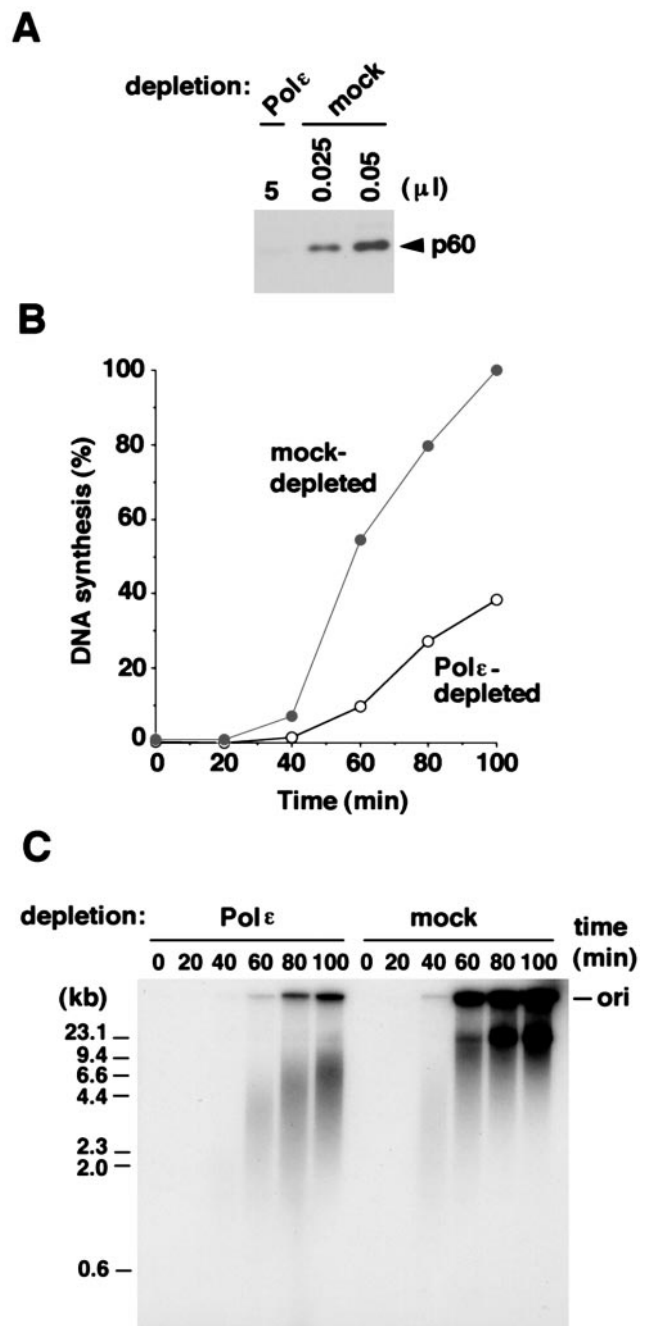 A
depletion: Polε mock
5 0.025 0.05 (μl)
p60
B
100
80
60
40
20
0
DNA synthesis (%)
mock-
depleted
Polε-
depleted
0 20 40 60 80 100
Time (min)
C
depletion: Pol ε mock time
0 20 40 60 80 100 0 20 40 60 80 100 (min)
(kb) ori
23.1
9.4
6.6
4.4
2.3
2.0
0.6